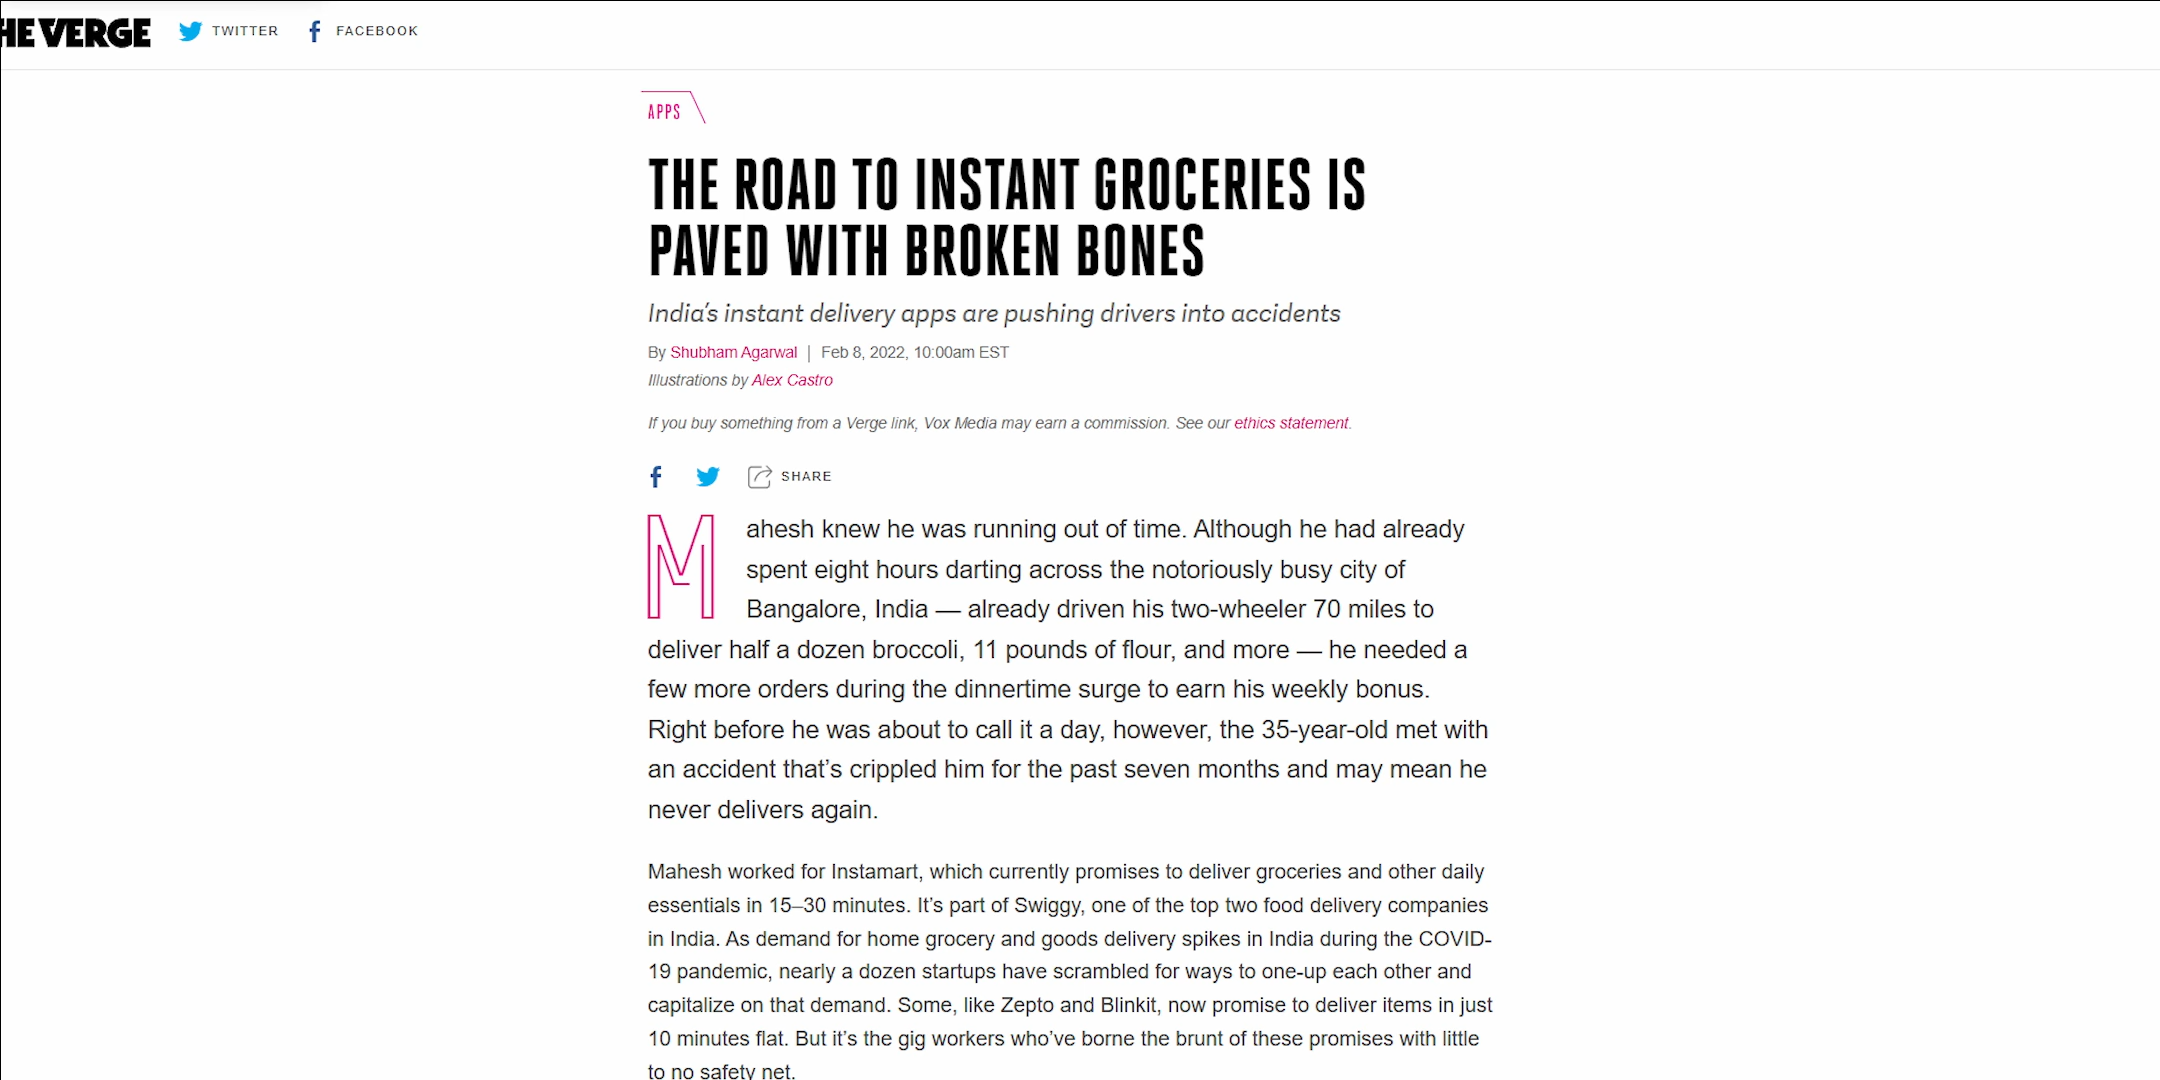 HE VERGE TWITTER FACEBOOK
APPS
THE ROAD TO INSTANT GROCERIES IS
PAVED WITH BROKEN BONES
India's instant delivery apps are pushing drivers into accidents
By Shubham Agarwal | Feb 8, 2022, 10:00am EST
Illustrations by Alex Castro
If you buy something from a Verge link, Vox Media may earn a commission. See our ethics statement.
SHARE
Mahesh knew he was running out of time. Although he had already
spent eight hours darting across the notoriously busy city of
Bangalore, India — already driven his two-wheeler 70 miles to
deliver half a dozen broccoli, 11 pounds of flour, and more — he needed a
few more orders during the dinnertime surge to earn his weekly bonus.
Right before he was about to call it a day, however, the 35-year-old met with
an accident that’s crippled him for the past seven months and may mean he
never delivers again.
Mahesh worked for Instamart, which currently promises to deliver groceries and other daily
essentials in 15–30 minutes. It’s part of Swiggy, one of the top two food delivery companies
in India. As demand for home grocery and goods delivery spikes in India during the COVID-
19 pandemic, nearly a dozen startups have scrambled for ways to one-up each other and
capitalize on that demand. Some, like Zepto and Blinkit, now promise to deliver items in just
10 minutes flat. But it’s the gig workers who’ve borne the brunt of these promises with little
to no safety net.